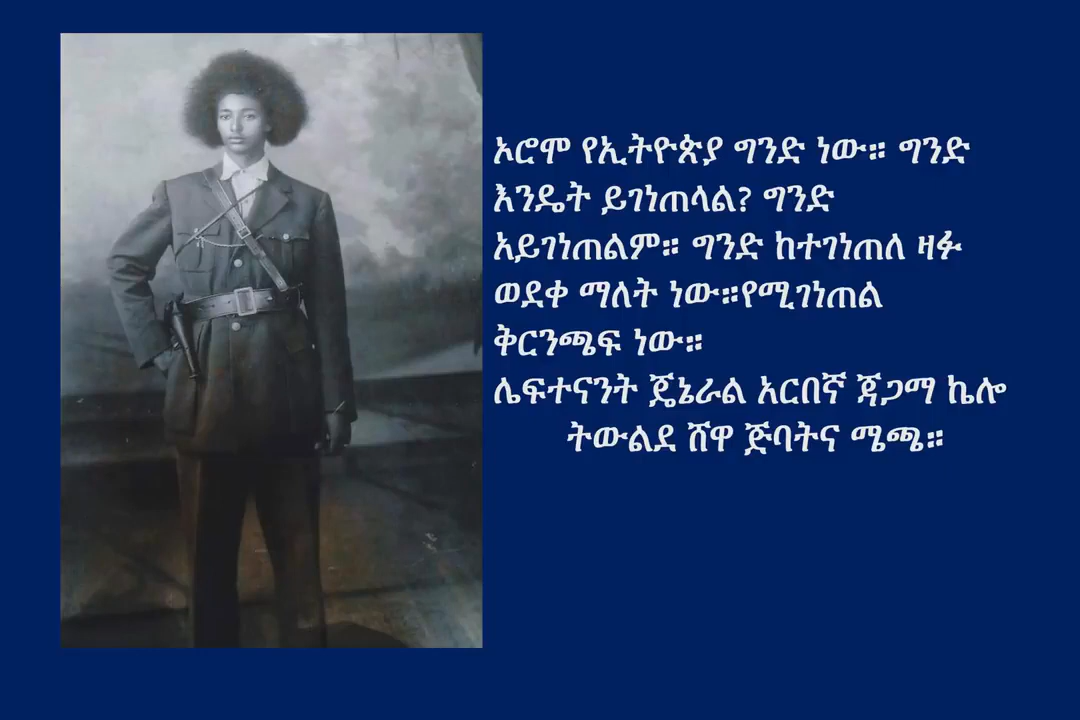 ኦሮሞ የኢትዮጵያ ግንድ ነው። ግንድ
እንዴት ይገነጠላል? ግንድ
አይገነጠልም። ግንድ ከተገነጠለ ዛፉ
ወደቀ ማለት ነው።የሚገነጠል
ቅርንጫፍ ነው።
ሌፍተናንት ጄኔራል አርበኛ ጃጋማ ኬሎ
ትውልደ ሸዋ ጅባትና ሜጫ።